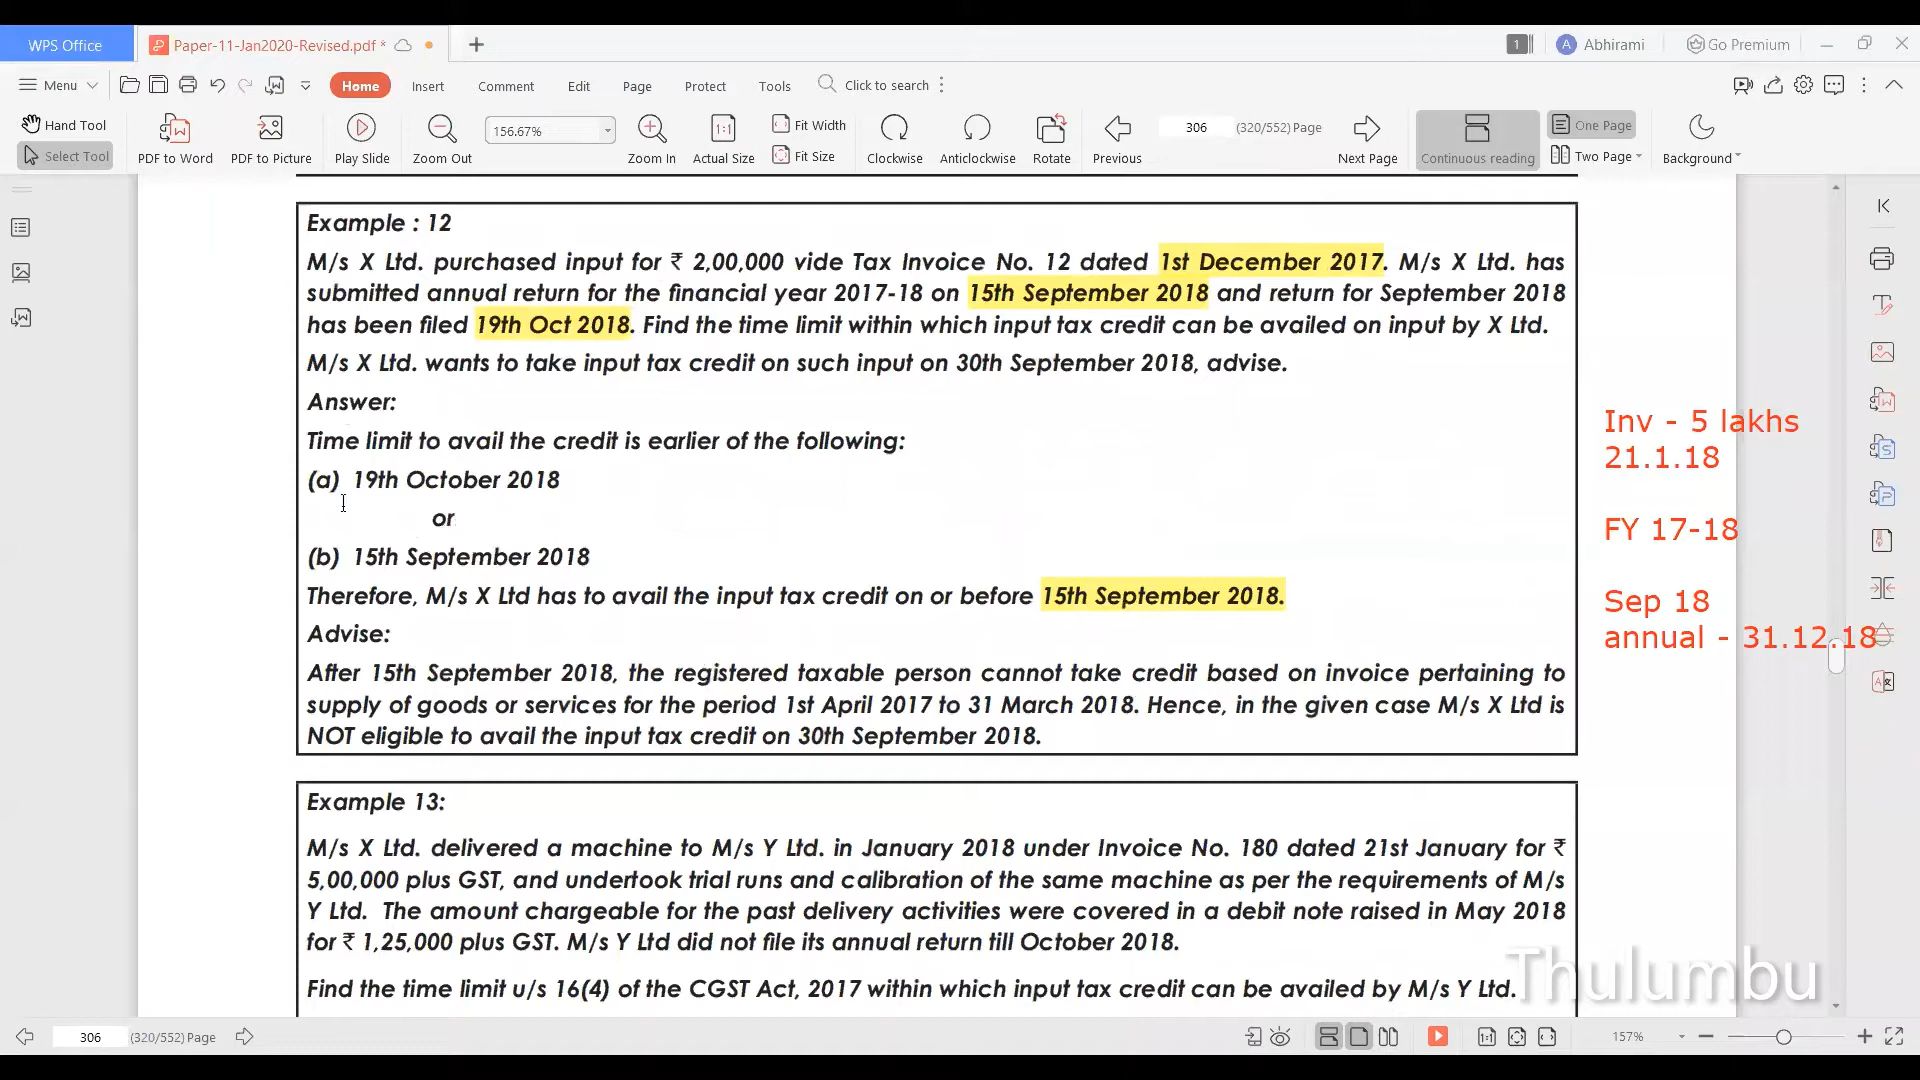 WPS Office
Paper-11-Jan2020-Revised.pdf *
1
A Abhirami
Go Premium
Menu
Home
Insert
Comment
Edit
Page
Protect
Tools
Click to search
Hand Tool
Select Tool
PDF to Word
PDF to Picture
Play Slide
Zoom Out
156.67%
Zoom In
1:1
Actual Size
Fit Width
Fit Size
Clockwise
Anticlockwise
Rotate
Previous
306 (320/552) Page
Next Page
Continuous reading
One Page
Two Page
Background
Example : 12
M/s X Ltd. purchased input for ₹ 2,00,000 vide Tax Invoice No. 12 dated 1st December 2017. M/s X Ltd. has
submitted annual return for the financial year 2017-18 on 15th September 2018 and return for September 2018
has been filed 19th Oct 2018. Find the time limit within which input tax credit can be availed on input by X Ltd.
M/s X Ltd. wants to take input tax credit on such input on 30th September 2018, advise.
Answer:
Time limit to avail the credit is earlier of the following:
(a) 19th October 2018
or
(b) 15th September 2018
Therefore, M/s X Ltd has to avail the input tax credit on or before 15th September 2018.
Advise:
After 15th September 2018, the registered taxable person cannot take credit based on invoice pertaining to
supply of goods or services for the period 1st April 2017 to 31 March 2018. Hence, in the given case M/s X Ltd is
NOT eligible to avail the input tax credit on 30th September 2018.
Inv - 5 lakhs
21.1.18
FY 17-18
Sep 18
annual - 31.12.18
Example 13:
M/s X Ltd. delivered a machine to M/s Y Ltd. in January 2018 under Invoice No. 180 dated 21st January for ₹
5,00,000 plus GST, and undertook trial runs and calibration of the same machine as per the requirements of M/s
Y Ltd. The amount chargeable for the past delivery activities were covered in a debit note raised in May 2018
for ₹ 1,25,000 plus GST. M/s Y Ltd did not file its annual return till October 2018.
Find the time limit u/s 16(4) of the CGST Act, 2017 within which input tax credit can be availed by M/s Y Ltd.
Thulumbu
306 (320/552) Page
1:1
157%